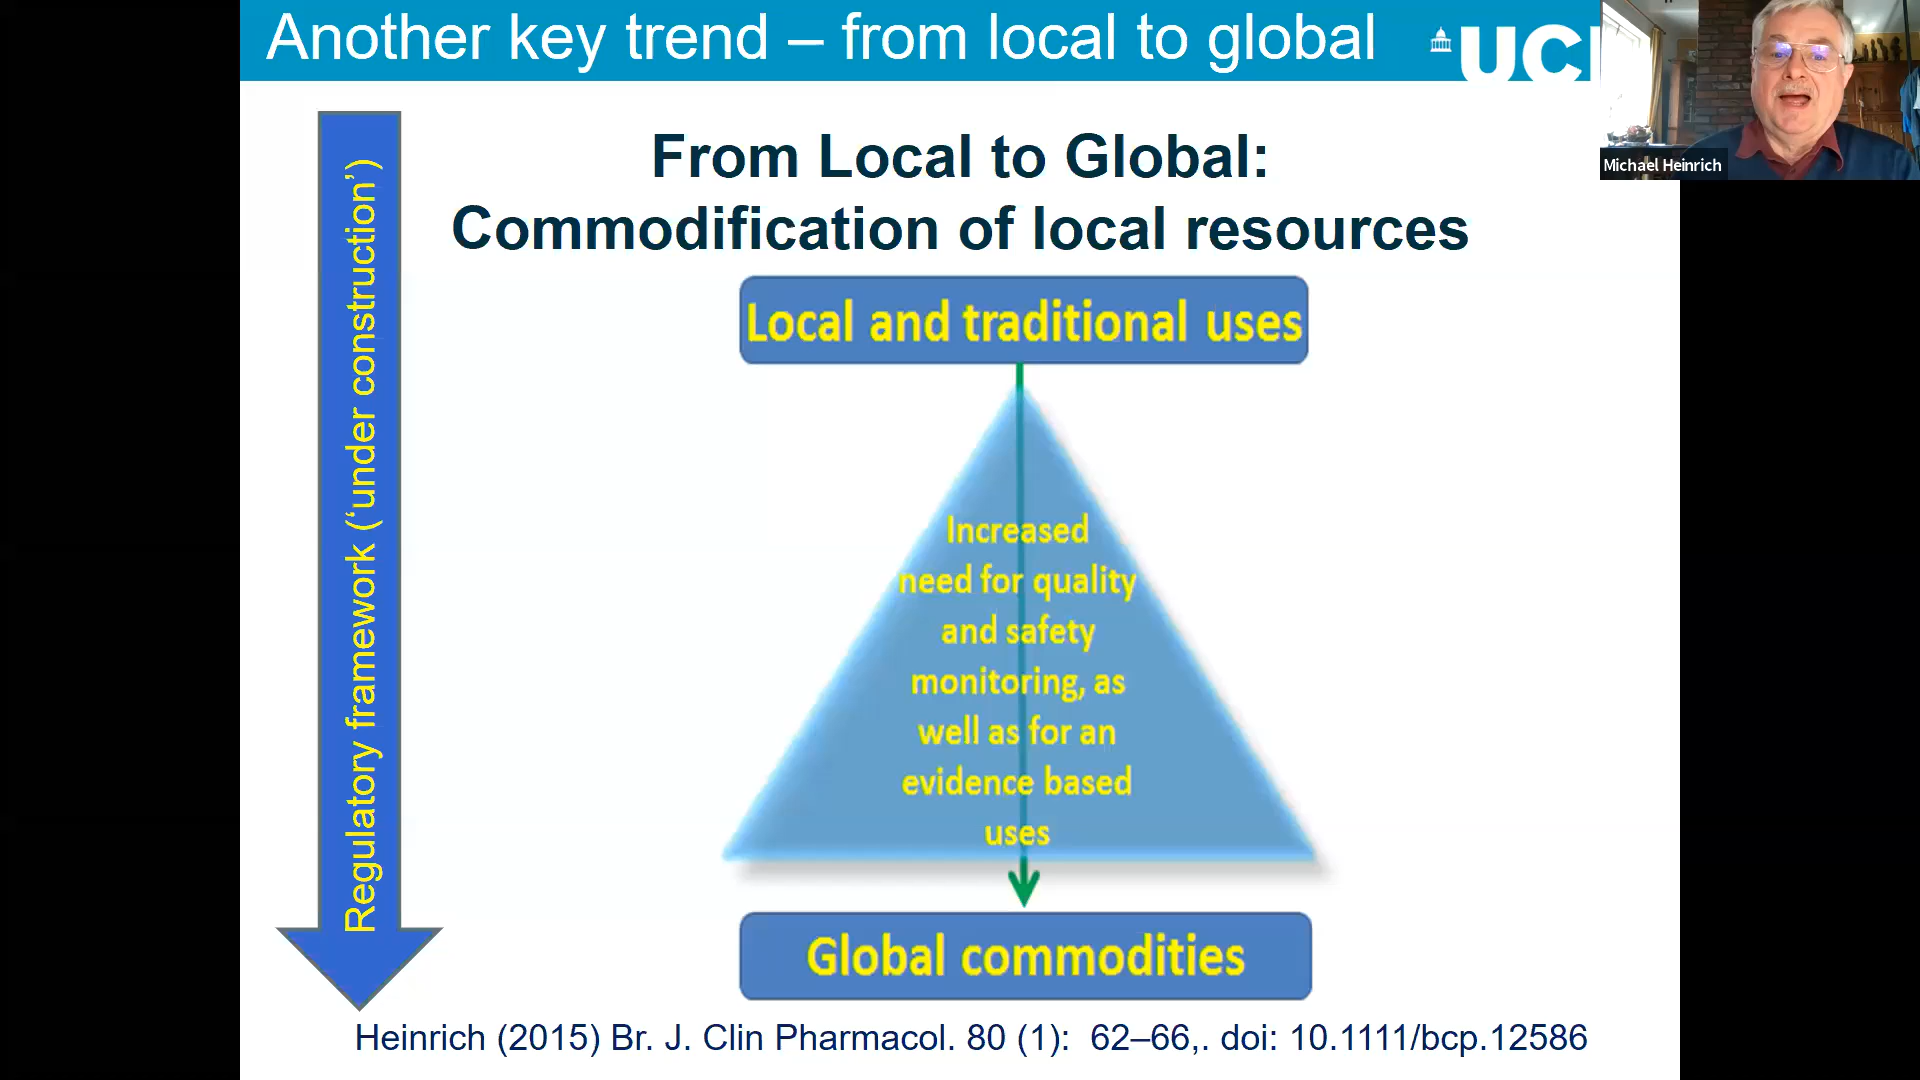 Another key trend – from local to global
UCL
Michael Heinrich
From Local to Global:
Commodification of local resources
Regulatory framework (‘under construction’)
Local and traditional uses
Increased
need for quality
and safety
monitoring, as
well as for an
evidence based
uses
Global commodities
Heinrich (2015) Br. J. Clin Pharmacol. 80 (1):  62–66,. doi: 10.1111/bcp.12586